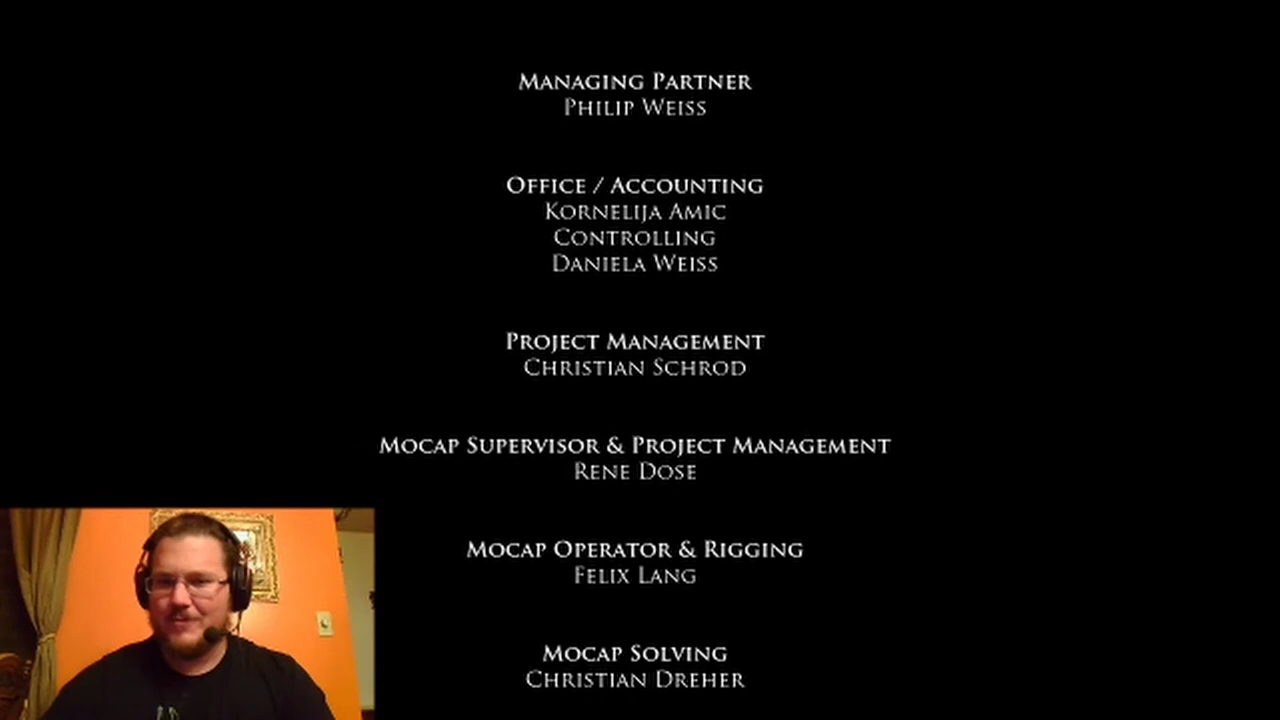 Managing Partner
Philip Weiss
Office / Accounting
Kornelija Amic
Controlling
Daniela Weiss
Project Management
Christian Schrod
Mocap Supervisor & Project Management
Rene Dose
Mocap Operator & Rigging
Felix Lang
Mocap Solving
Christian Dreher